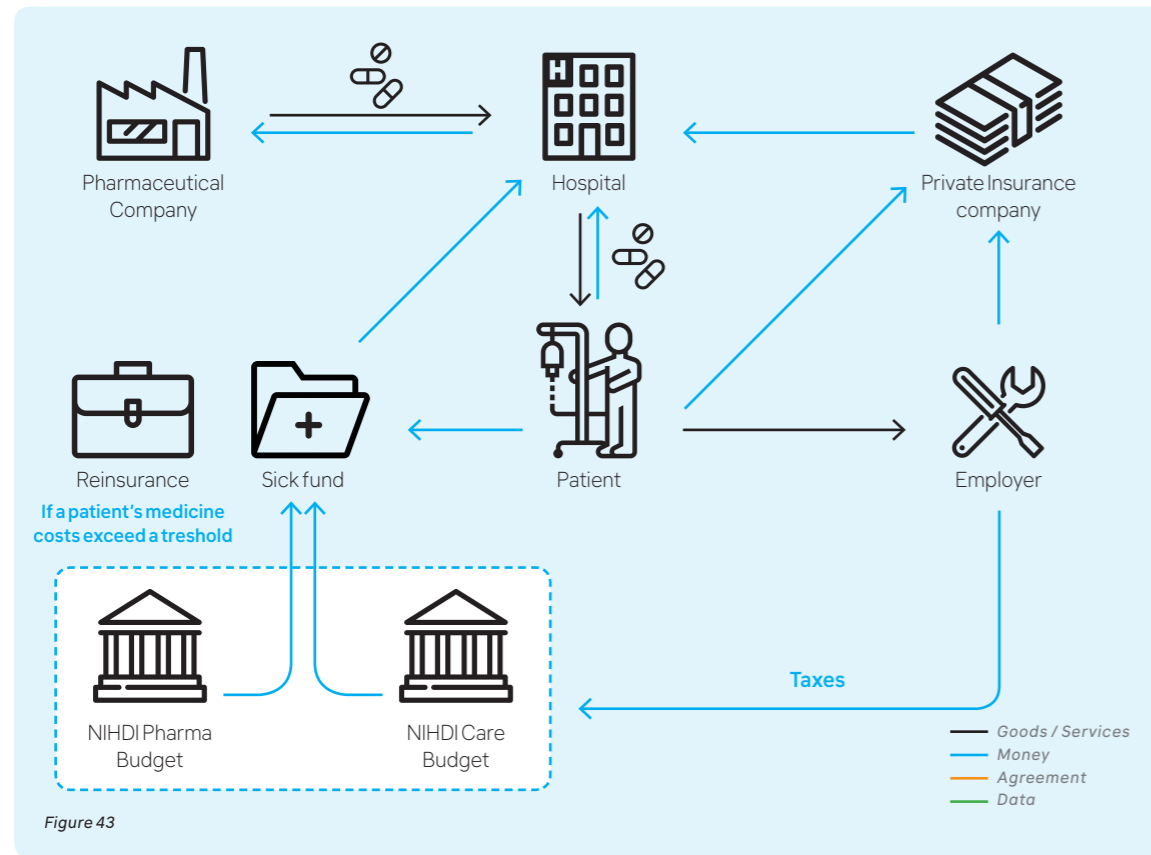 H
Pharmaceutical
Company
Hospital
Private Insurance
company
Reinsurance
If a patient's medicine
costs exceed a treshold
Sick fund
Patient
Employer
NIHDI Pharma
Budget
NIHDI Care
Budget
Taxes
Goods / Services
Money
Agreement
Data
Figure 43